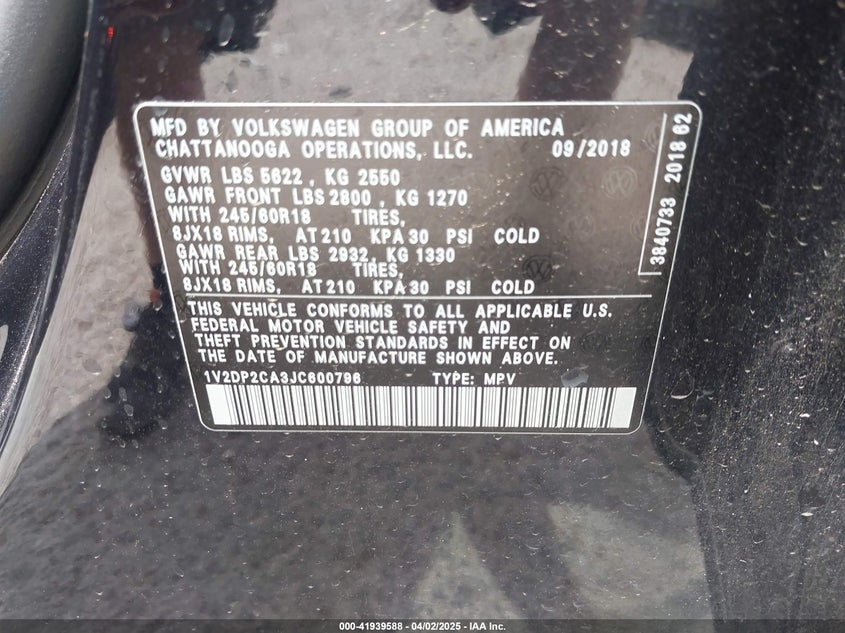 MFD BY VOLKSWAGEN GROUP OF AMERICA
CHATTANOOGA OPERATIONS, LLC. 09/2018
GVWR LBS 5622, KG 2550
GAWR FRONT LBS 2800, KG 1270
WITH 245/60R18 TIRES,
8JX18 RIMS, AT 210 KPA 30 PSI COLD
GAWR REAR LBS 2932, KG 1330
WITH 245/60R18 TIRES,
8JX18 RIMS, AT 210 KPA 30 PSI COLD
THIS VEHICLE CONFORMS TO ALL APPLICABLE U.S.
FEDERAL MOTOR VEHICLE SAFETY AND
THEFT PREVENTION STANDARDS IN EFFECT ON
THE DATE OF MANUFACTURE SHOWN ABOVE.
1V2DP2CA3JC600796 TYPE: MPV
3840733 2018 62
000-41939588 - 04/02/2025 - IAA Inc.